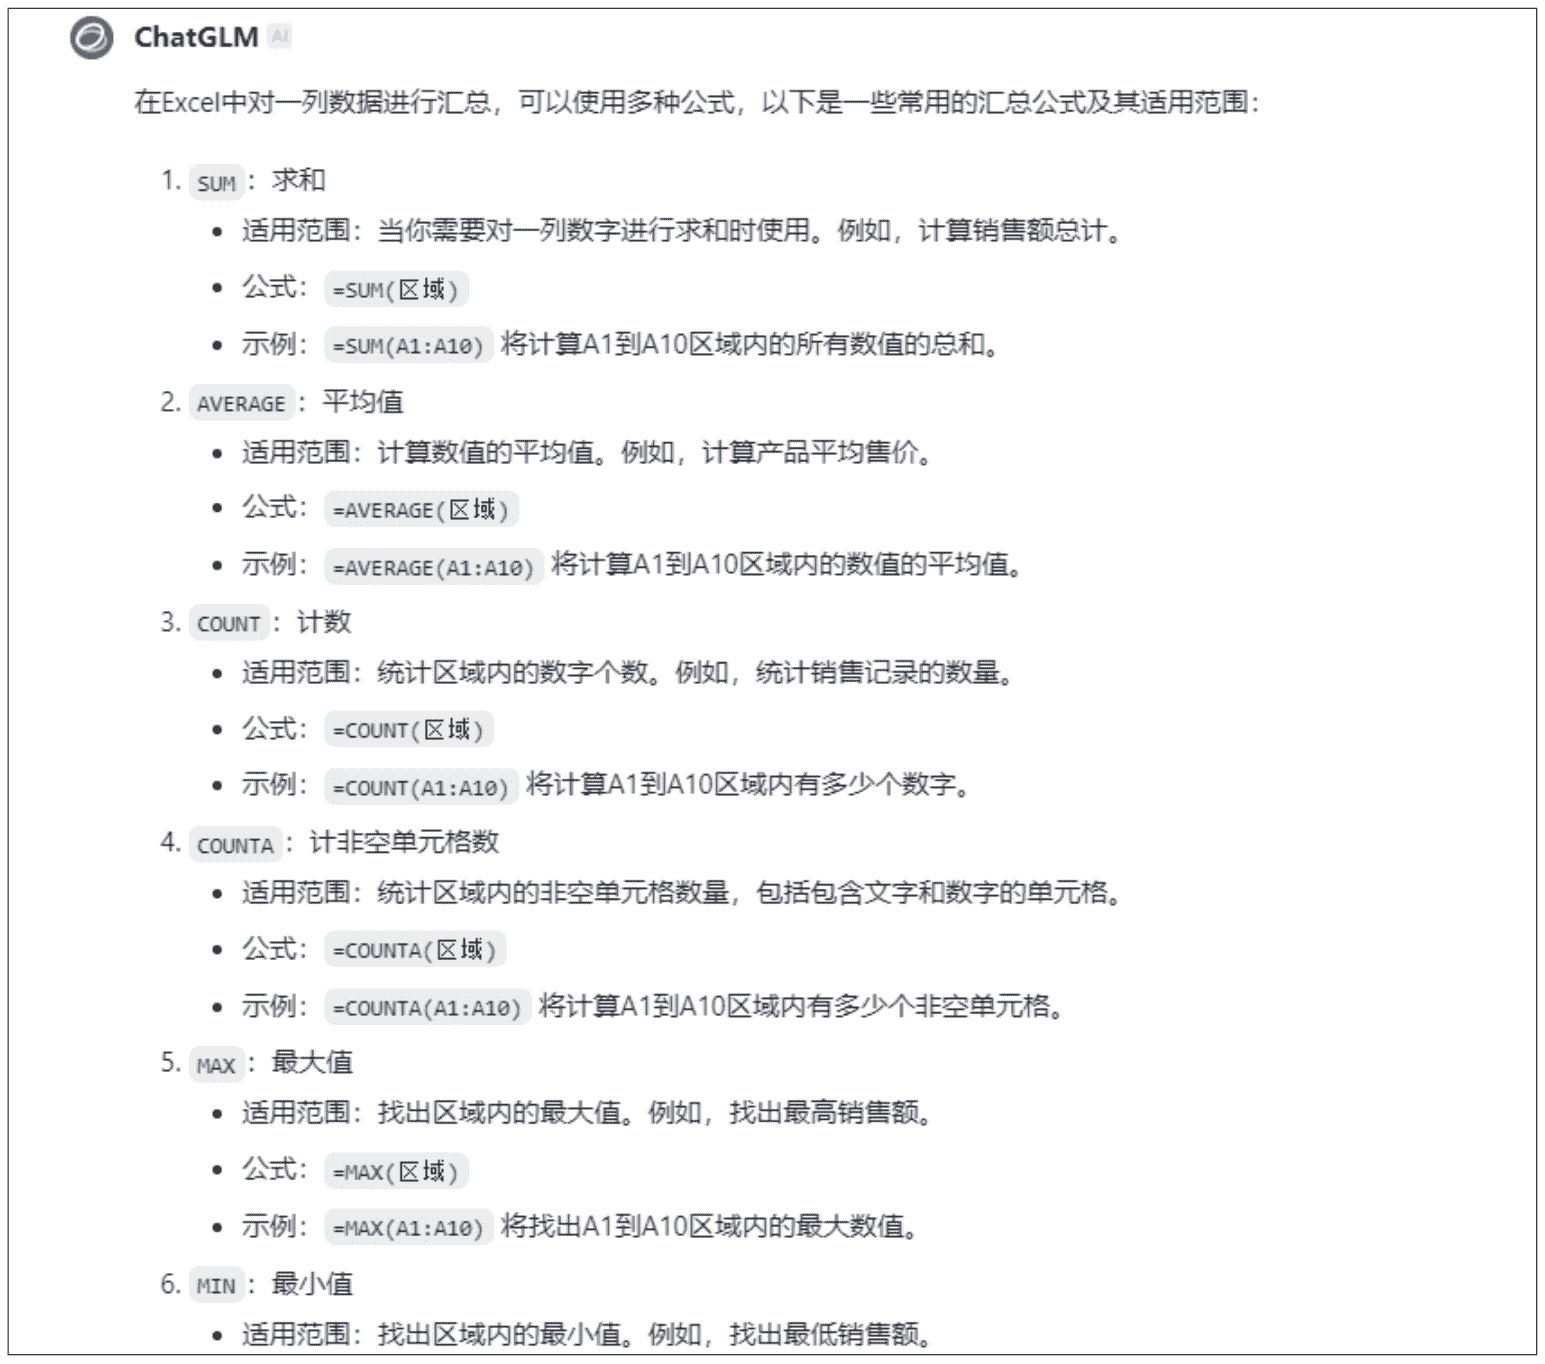 ChatGLM AI
在Excel中对一列数据进行汇总，可以使用多种公式，以下是一些常用的汇总公式及其适用范围：
1. SUM：求和
• 适用范围：当你需要对一列数字进行求和时使用。例如，计算销售额总计。
• 公式：=SUM(区域)
• 示例：=SUM(A1:A10) 将计算A1到A10区域内的所有数值的总和。
2. AVERAGE：平均值
• 适用范围：计算数值的平均值。例如，计算产品平均售价。
• 公式：=AVERAGE(区域)
• 示例：=AVERAGE(A1:A10) 将计算A1到A10区域内的数值的平均值。
3. COUNT：计数
• 适用范围：统计区域内的数字个数。例如，统计销售记录的数量。
• 公式：=COUNT(区域)
• 示例：=COUNT(A1:A10) 将计算A1到A10区域内有多少个数字。
4. COUNTA：计非空单元格数
• 适用范围：统计区域内的非空单元格数量，包括包含文字和数字的单元格。
• 公式：=COUNTA(区域)
• 示例：=COUNTA(A1:A10) 将计算A1到A10区域内有多少个非空单元格。
5. MAX：最大值
• 适用范围：找出区域内的最大值。例如，找出最高销售额。
• 公式：=MAX(区域)
• 示例：=MAX(A1:A10) 将找出A1到A10区域内的最大数值。
6. MIN：最小值
• 适用范围：找出区域内的最小值。例如，找出最低销售额。